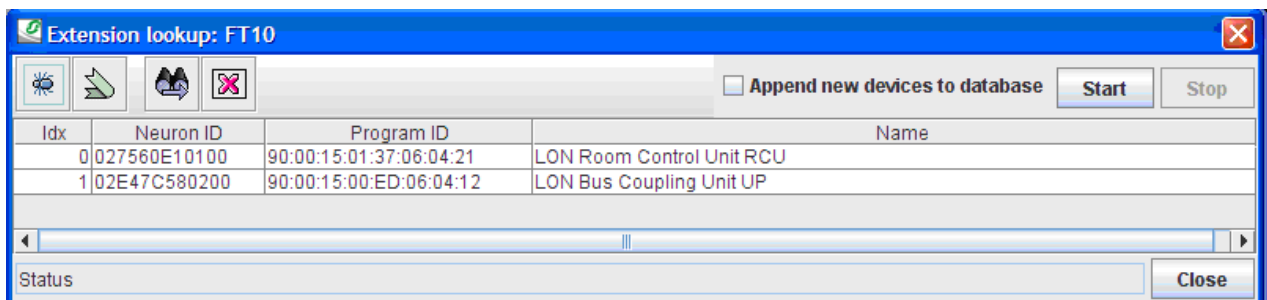 Extension lookup: FT10
Append new devices to database Start Stop
Idx Neuron ID Program ID Name
0 027560E10100 90:00:15:01:37:06:04:21 LON Room Control Unit RCU
1 02E47C580200 90:00:15:00:ED:06:04:12 LON Bus Coupling Unit UP
Status Close